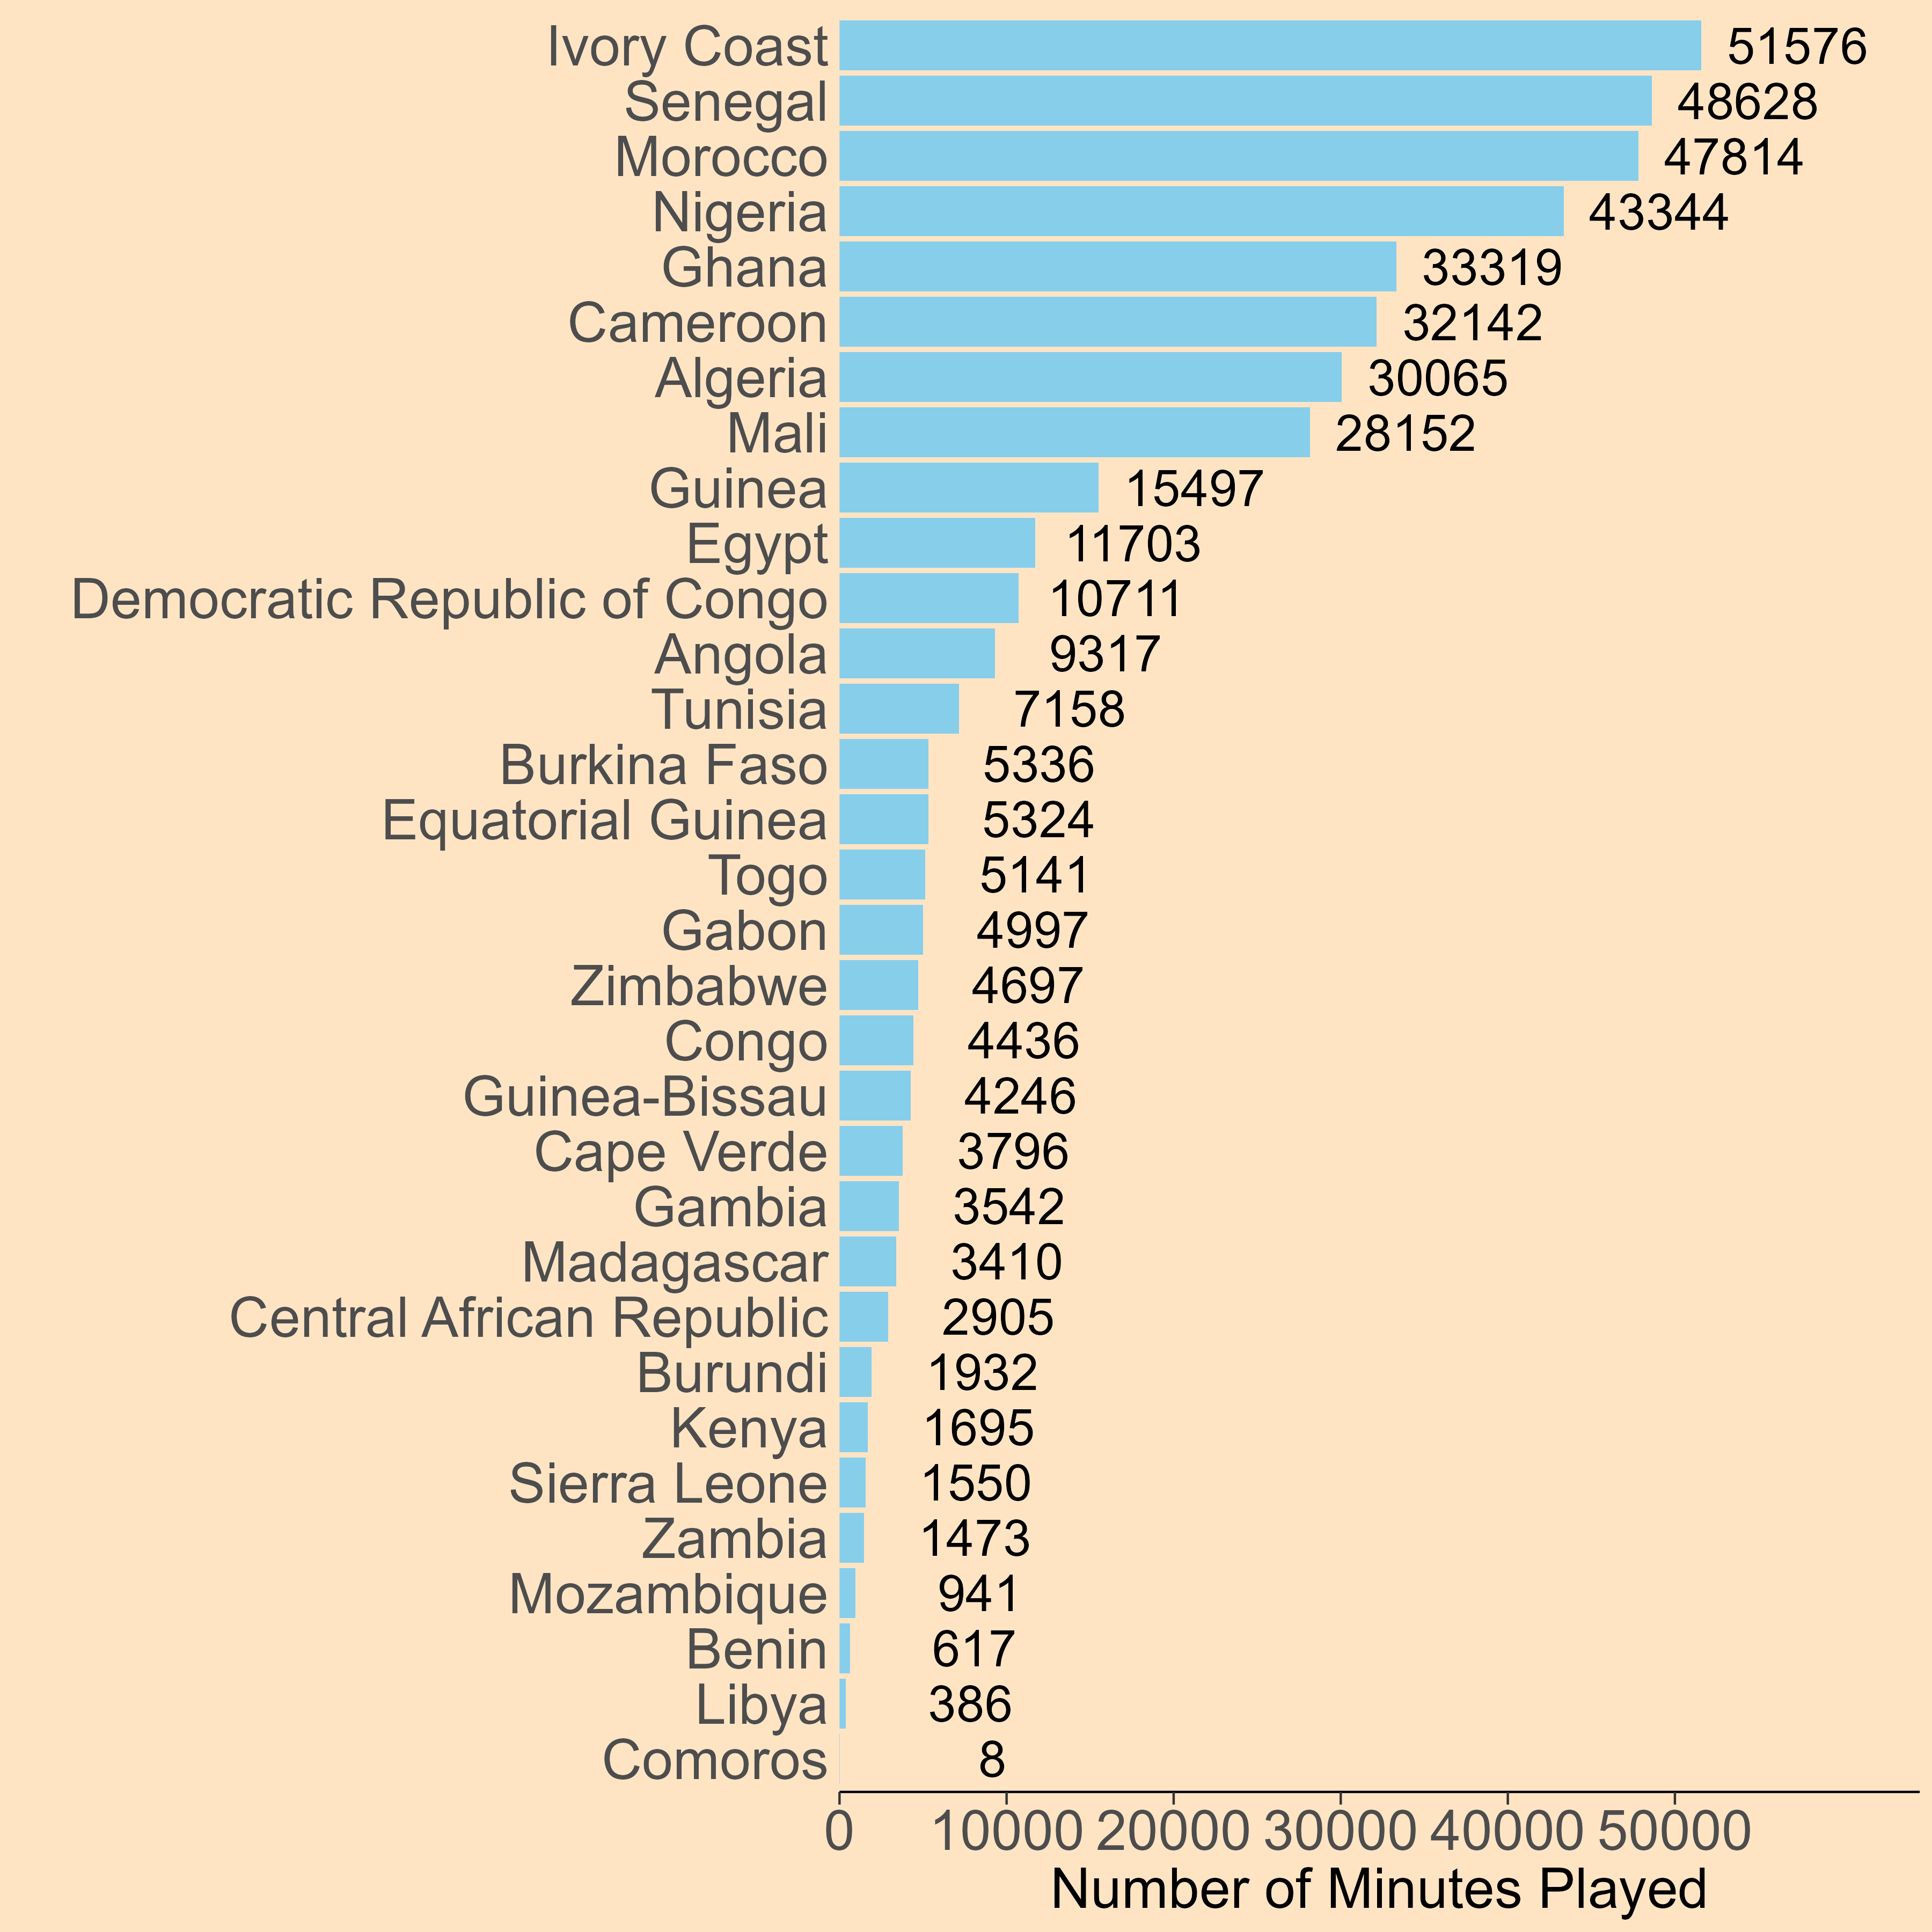 Ivory Coast 51576
Senegal 48628
Morocco 47814
Nigeria 43344
Ghana 33319
Cameroon 32142
Algeria 30065
Mali 28152
Guinea 15497
Egypt 11703
Democratic Republic of Congo 10711
Angola 9317
Tunisia 7158
Burkina Faso 5336
Equatorial Guinea 5324
Togo 5141
Gabon 4997
Zimbabwe 4697
Congo 4436
Guinea-Bissau 4246
Cape Verde 3796
Gambia 3542
Madagascar 3410
Central African Republic 2905
Burundi 1932
Kenya 1695
Sierra Leone 1550
Zambia 1473
Mozambique 941
Benin 617
Libya 386
Comoros 8
0 10000 20000 30000 40000 50000
Number of Minutes Played